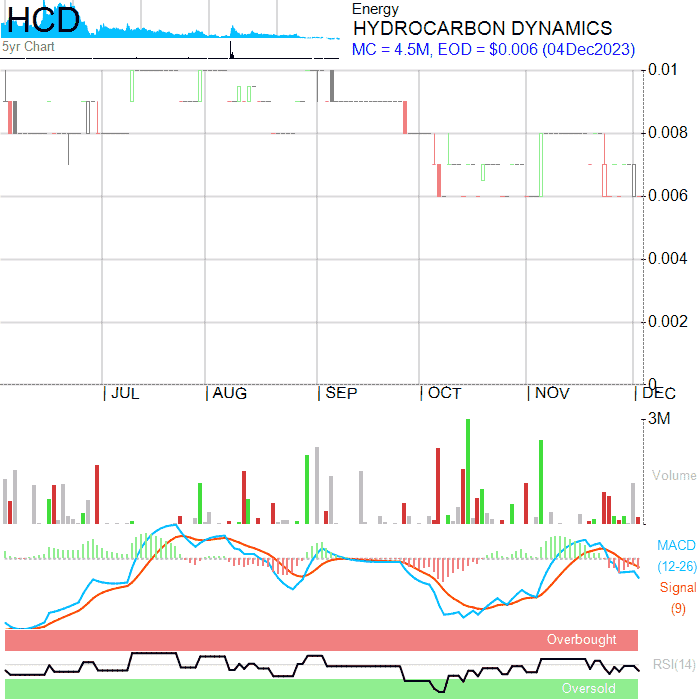 HCD
5yr Chart
Energy
HYDROCARBON DYNAMICS
MC = 4.5M, EOD = $0.006 (04Dec2023)
0.01
0.008
0.006
0.004
0.002
0
JUL AUG SEP OCT NOV DEC
3M
Volume
MACD
(12-26)
Signal
(9)
Overbought
RSI(14)
Oversold